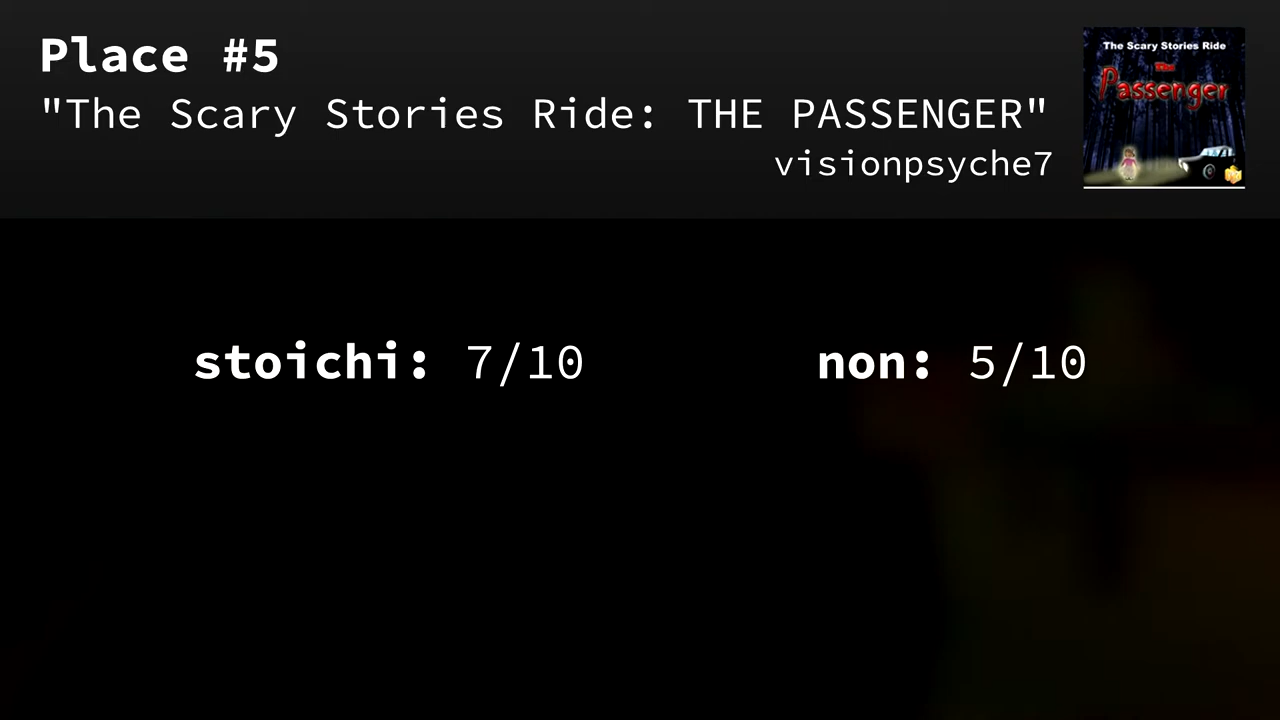 Place #5
"The Scary Stories Ride: THE PASSENGER"
visionpsyche7
The Scary Stories Ride
The
Passenger
stoichi: 7/10
non: 5/10